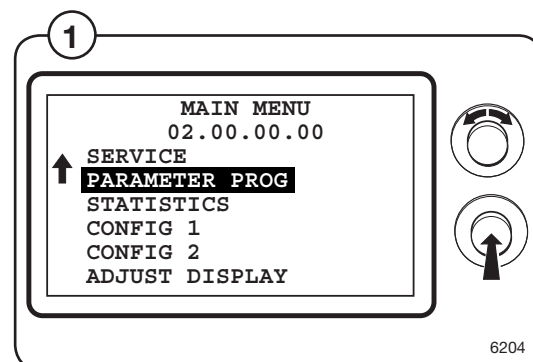 1
MAIN MENU
02.00.00.00
SERVICE
PARAMETER PROG
STATISTICS
CONFIG 1
CONFIG 2
ADJUST DISPLAY
6204